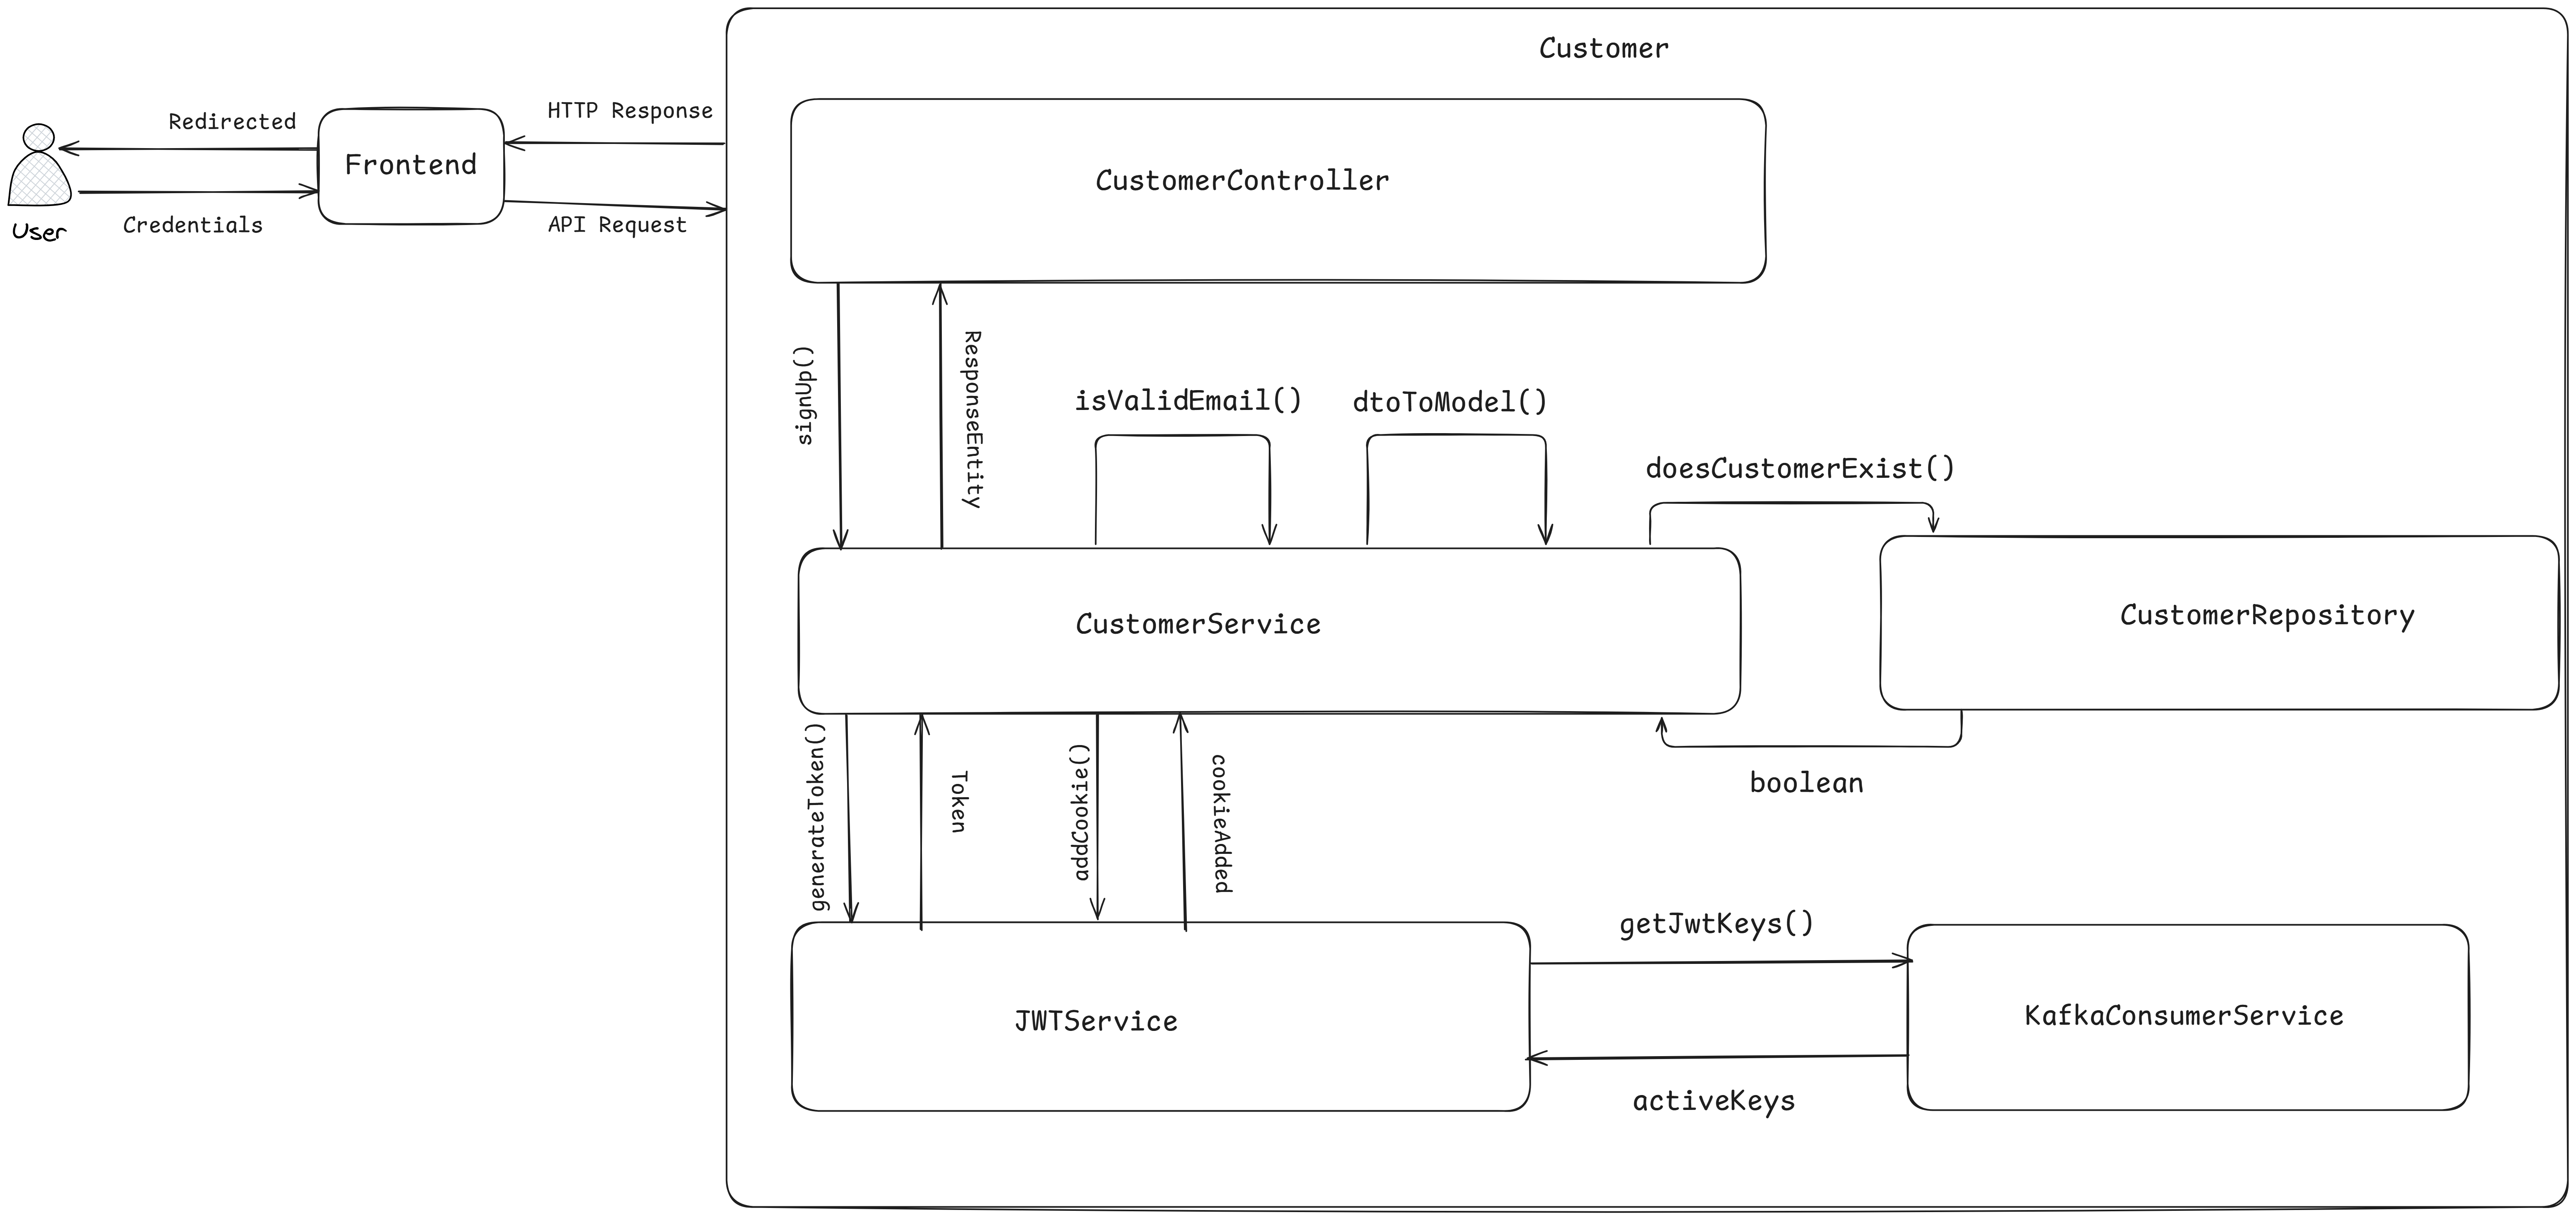 Customer
Redirected
HTTP Response
Frontend
CustomerController
User
Credentials
API Request
signUp()
ResponseEntity
isValidEmail()
dtoToModel()
doesCustomerExist()
CustomerService
CustomerRepository
generateToken()
Token
addCookie()
cookieAdded
boolean
getJwtKeys()
JWTService
KafkaConsumerService
activeKeys